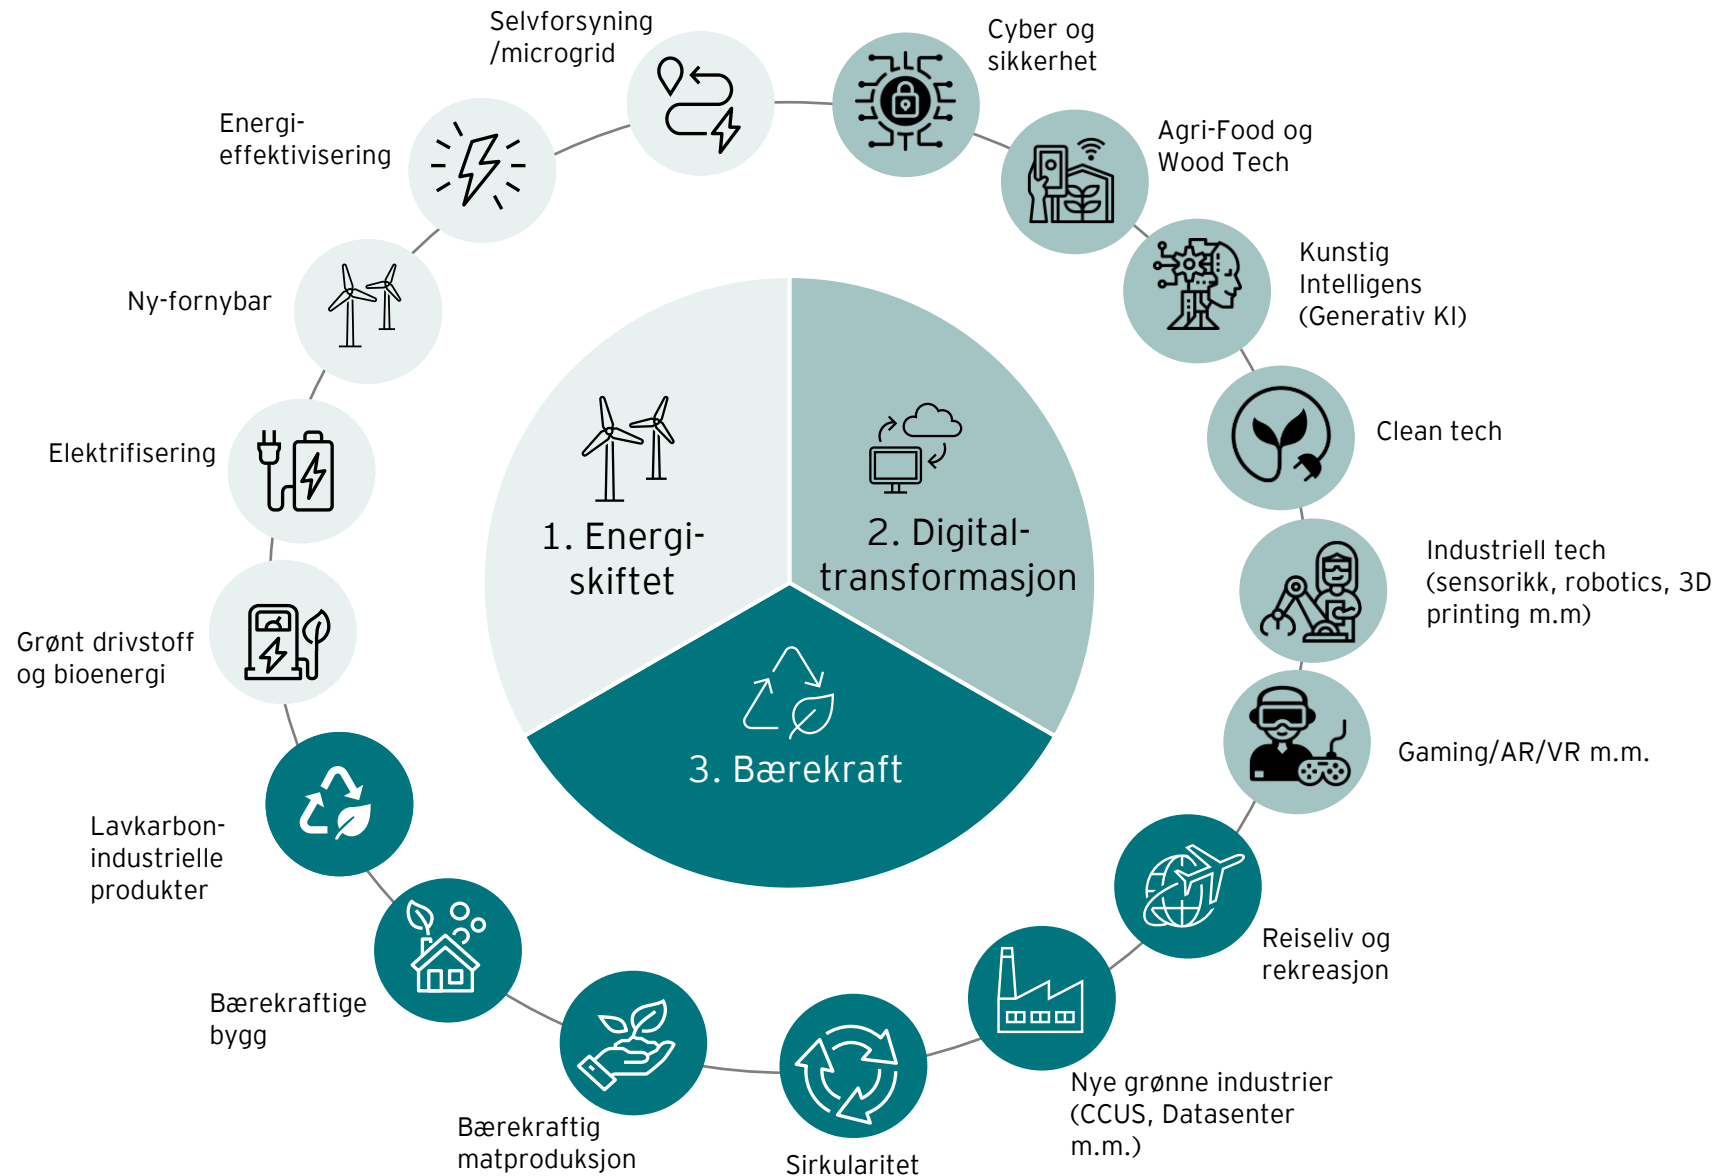 Selvforsyning
/microgrid
Cyber og
sikkerhet
Energi-
effektivisering
Agri-Food og
Wood Tech
Ny-fornybar
Kunstig
Intelligens
(Generativ KI)
Elektrifisering
Clean tech
1. Energi-
skiftet
2. Digital-
transformasjon
Industriell tech
(sensorikk, robotics, 3D
printing m.m)
Grønt drivstoff
og bioenergi
3. Bærekraft
Gaming/AR/VR m.m.
Lavkarbon-
industrielle
produkter
Reiseliv og
rekreasjon
Bærekraftige
bygg
Nye grønne industrier
(CCUS, Datasenter
m.m.)
Bærekraftig
matproduksjon
Sirkularitet